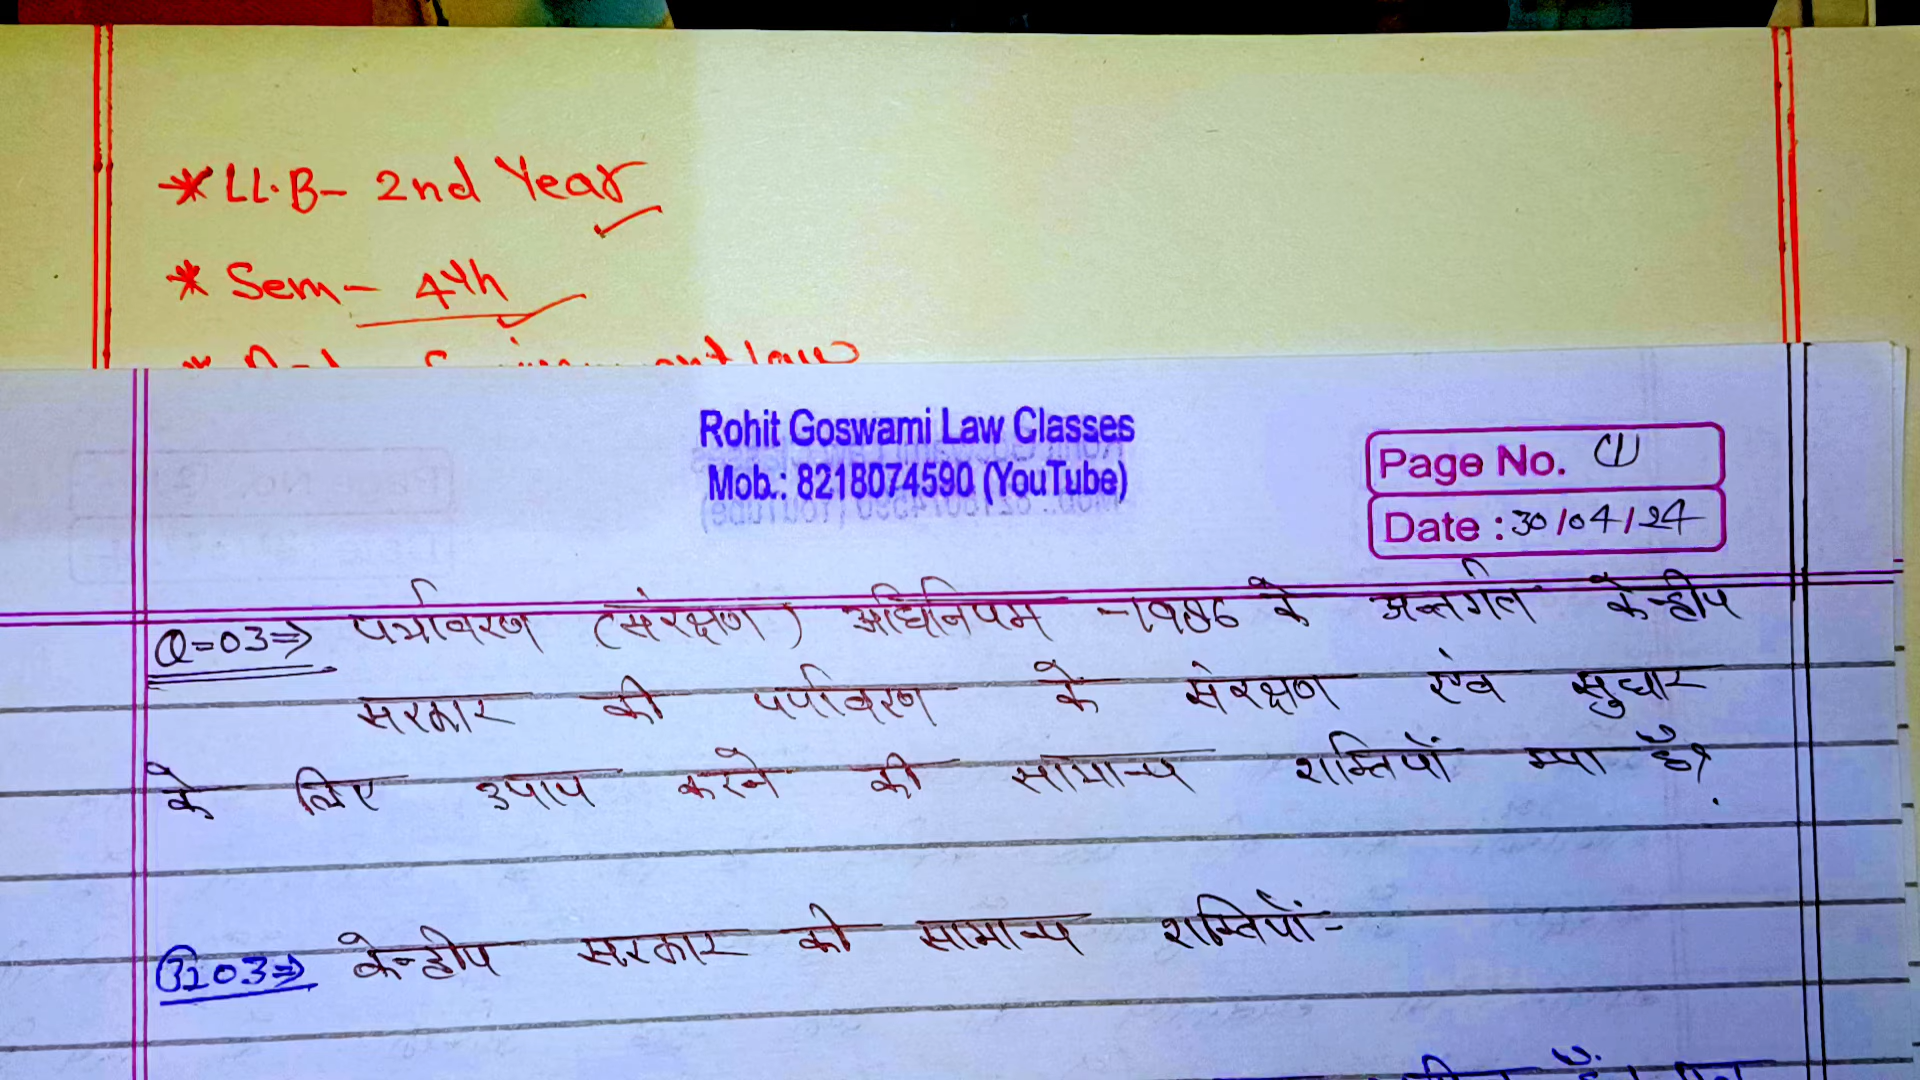 * LL.B- 2nd Year
* Sem- 4th
law
Rohit Goswami Law Classes
Mob.: 8218074590 (YouTube)
Page No. (1)
Date : 30/04/24
Q=03⇒ पर्यावरण (संरक्षण) अधिनियम -1986 के अन्तर्गत केन्द्रीय
सरकार की पर्यावरण के संरक्षण एंव सुधार
के लिए उपाय करने की सामान्य शक्तियाँ क्या है?
उ०03⇒ केन्द्रीय सरकार की सामान्य शक्तियाँ-